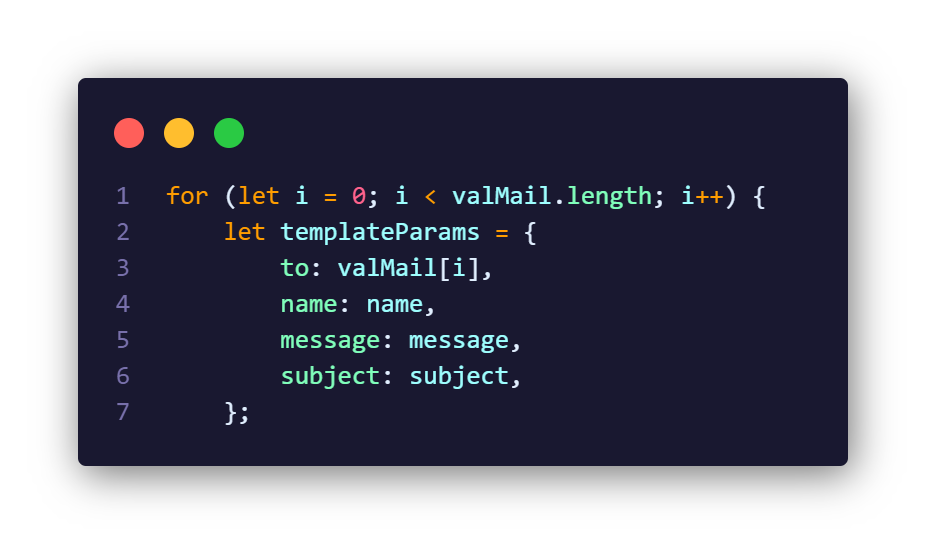 1 for (let i = 0; i < valMail.length; i++) {
2     let templateParams = {
3         to: valMail[i],
4         name: name,
5         message: message,
6         subject: subject,
7     };